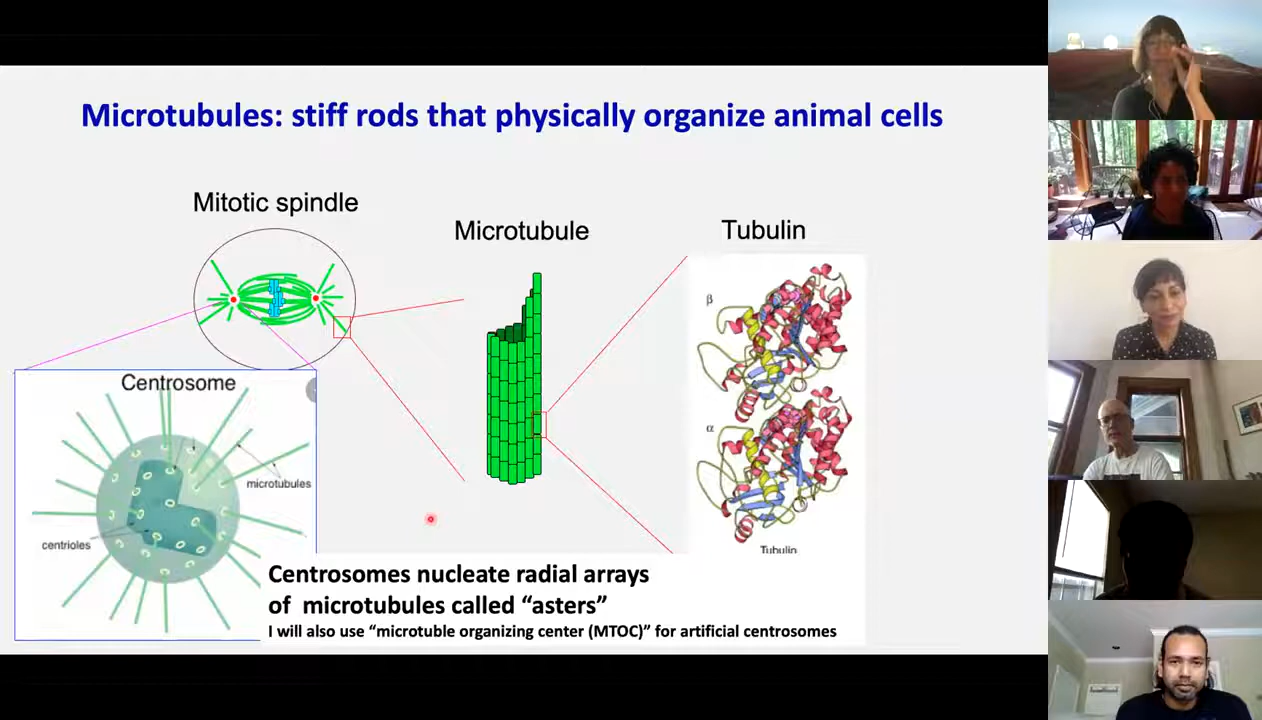 Microtubules: stiff rods that physically organize animal cells
Mitotic spindle
Microtubule
Tubulin
β
α
Tubulin
Centrosome
microtubules
centrioles
Centrosomes nucleate radial arrays
of microtubules called “asters”
I will also use “microtuble organizing center (MTOC)” for artificial centrosomes